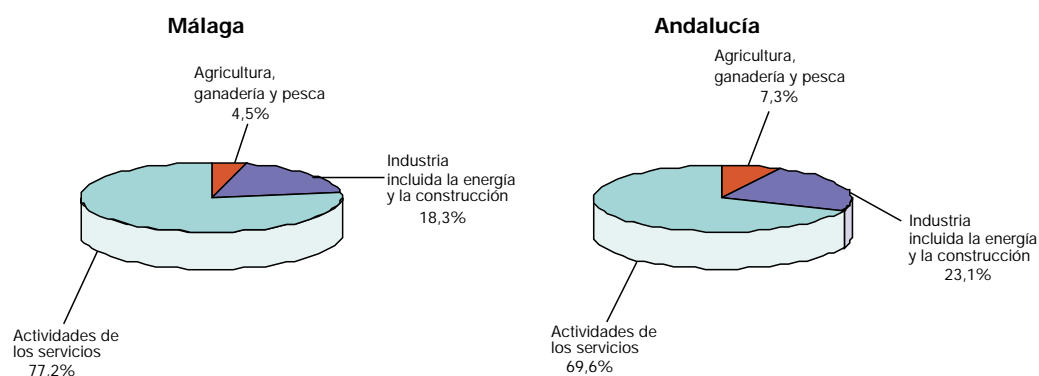 Málaga
Agricultura,
ganadería y pesca
4,5%
Industria
incluida la energía
y la construcción
18,3%
Actividades de
los servicios
77,2%
Andalucía
Agricultura,
ganadería y pesca
7,3%
Industria
incluida la energía
y la construcción
23,1%
Actividades de
los servicios
69,6%